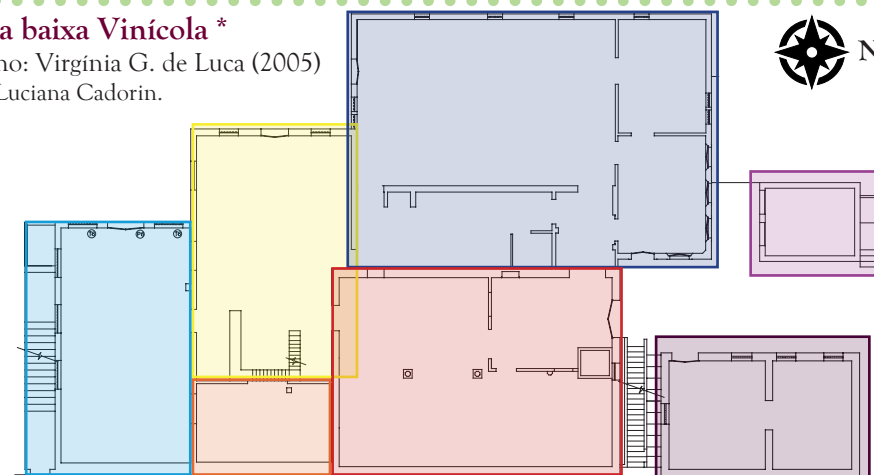 a baixa Vinícola *
no: Virgínia G. de Luca (2005)
Luciana Cadorin.
N